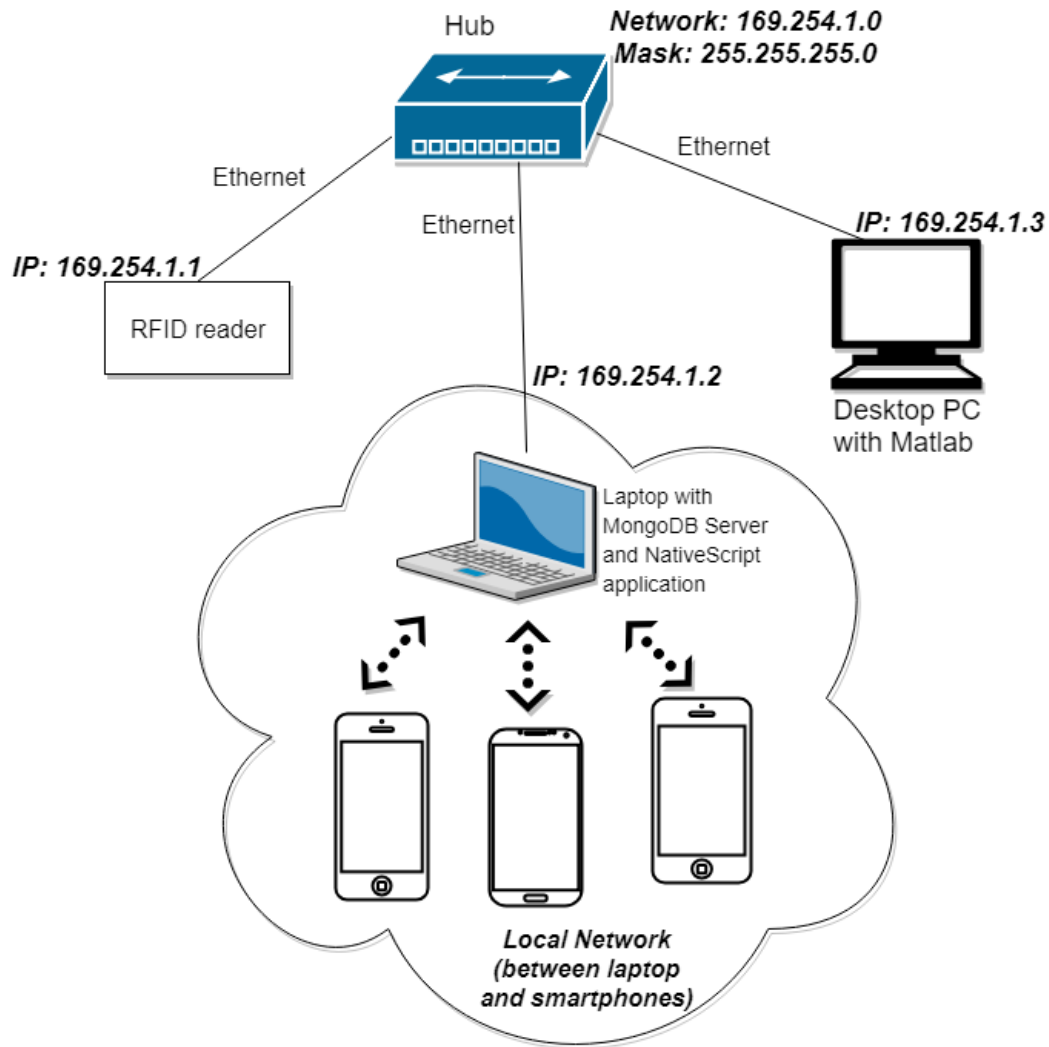 Hub
Network: 169.254.1.0
Mask: 255.255.255.0
Ethernet
Ethernet
Ethernet
IP: 169.254.1.3
IP: 169.254.1.1
RFID reader
IP: 169.254.1.2
Desktop PC
with Matlab
Laptop with
MongoDB Server
and NativeScript
application
Local Network
(between laptop
and smartphones)